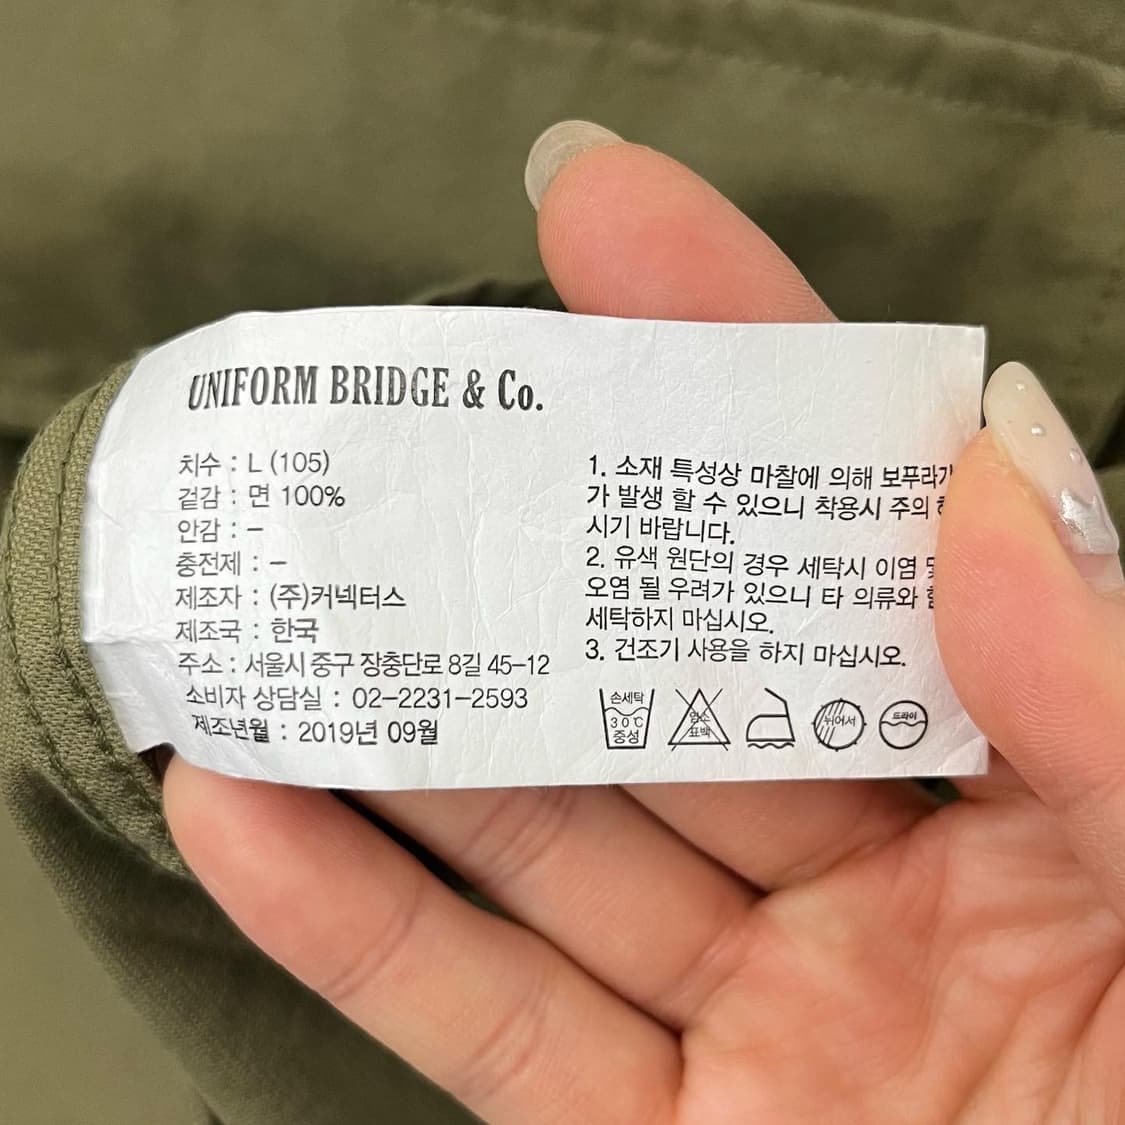 UNIFORM BRIDGE & Co.
치수 : L (105)
겉감 : 면 100%
안감 : –
충전제 : –
제조자 : (주)커넥터스
제조국 : 한국
주소 : 서울시 중구 장충단로 8길 45-12
소비자 상담실 : 02-2231-2593
제조년월 : 2019년 09월
1. 소재 특성상 마찰에 의해
가 발생 할 수 있으니 착용시 주의
시기 바랍니다.
2. 유색 원단의 경우 세탁시 이염
오염 될 우려가 있으니 타 의류와
세탁하지 마십시오.
3. 건조기 사용을 하지 마십시오.
손세탁
30℃
중성
염소
표백
뉘어서
드라이